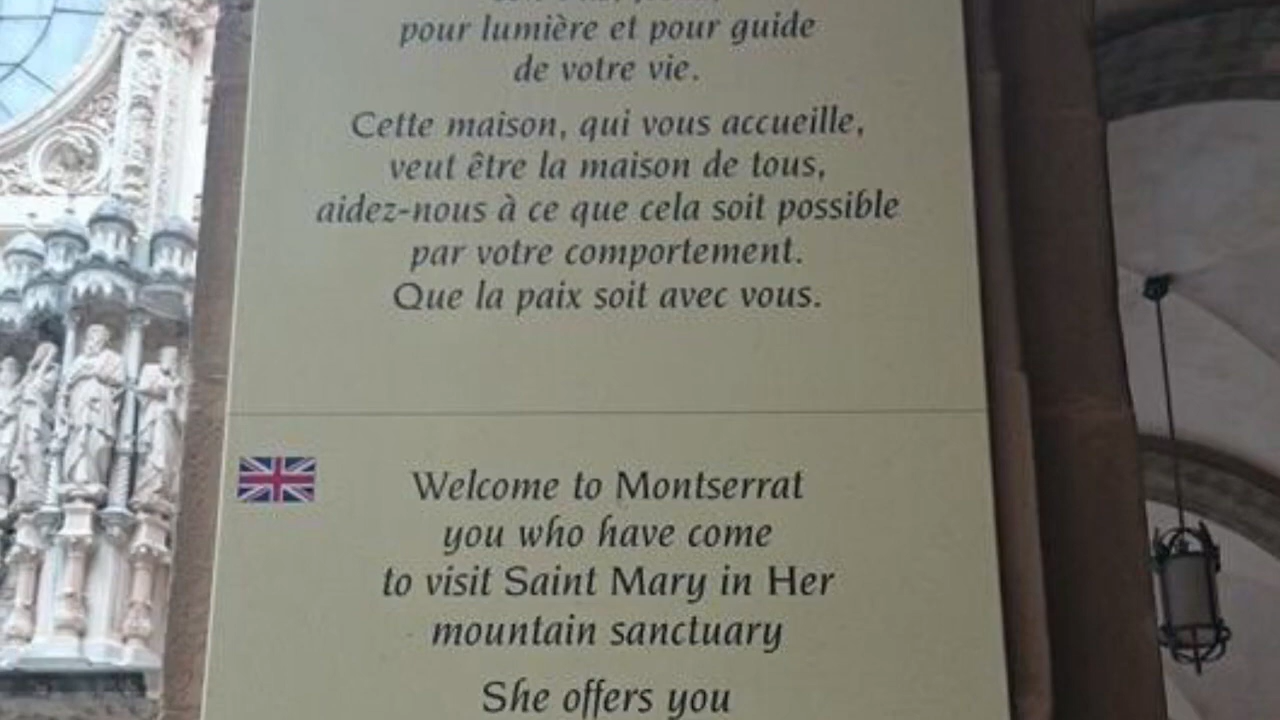 pour lumière et pour guide
de votre vie.
Cette maison, qui vous accueille,
veut être la maison de tous,
aidez-nous à ce que cela soit possible
par votre comportement.
Que la paix soit avec vous.
Welcome to Montserrat
you who have come
to visit Saint Mary in Her
mountain sanctuary
She offers you